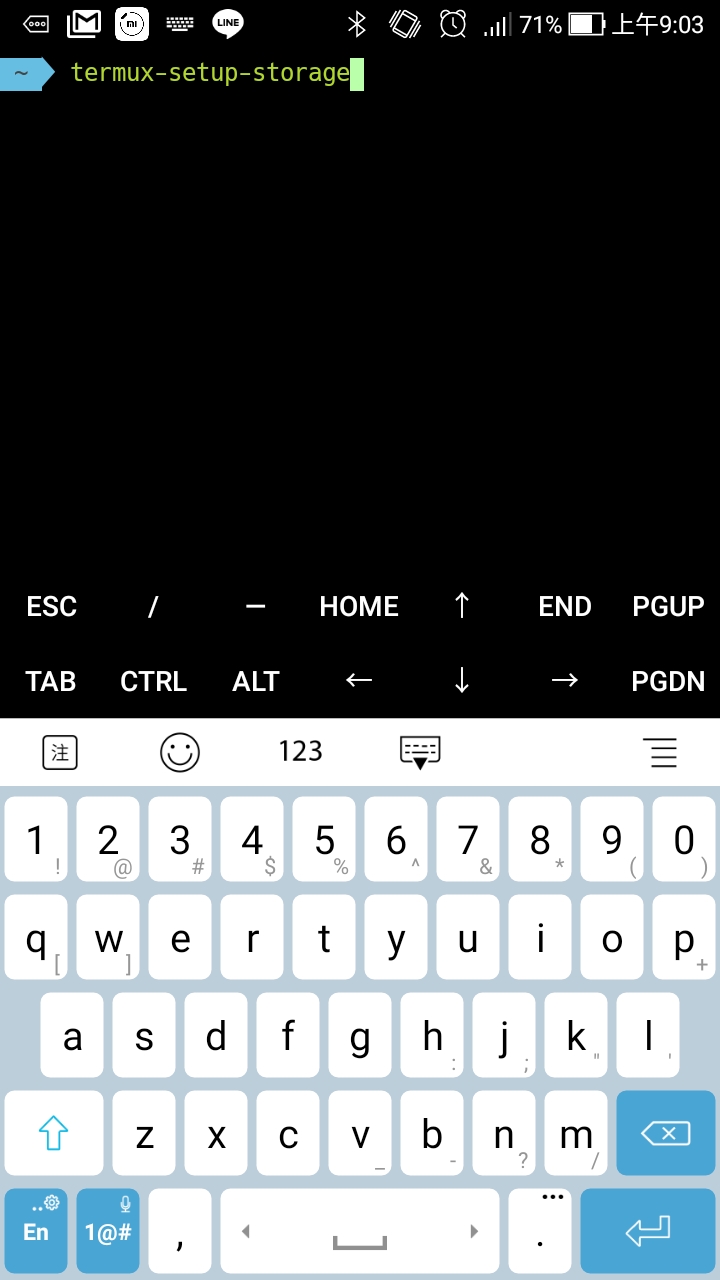 LINE 71% 上午9:03
~ termux-setup-storage
ESC / — HOME ↑ END PGUP
TAB CTRL ALT ← ↓ → PGDN
注 123
1 ! 2 @ 3 # 4 $ 5 % 6 ^ 7 & 8 * 9 ( 0 )
q [ w ] e r t y u i o p +
a s d f g h : j ; k " l '
z x c v _ b - n ? m /
En 1@# , . •••